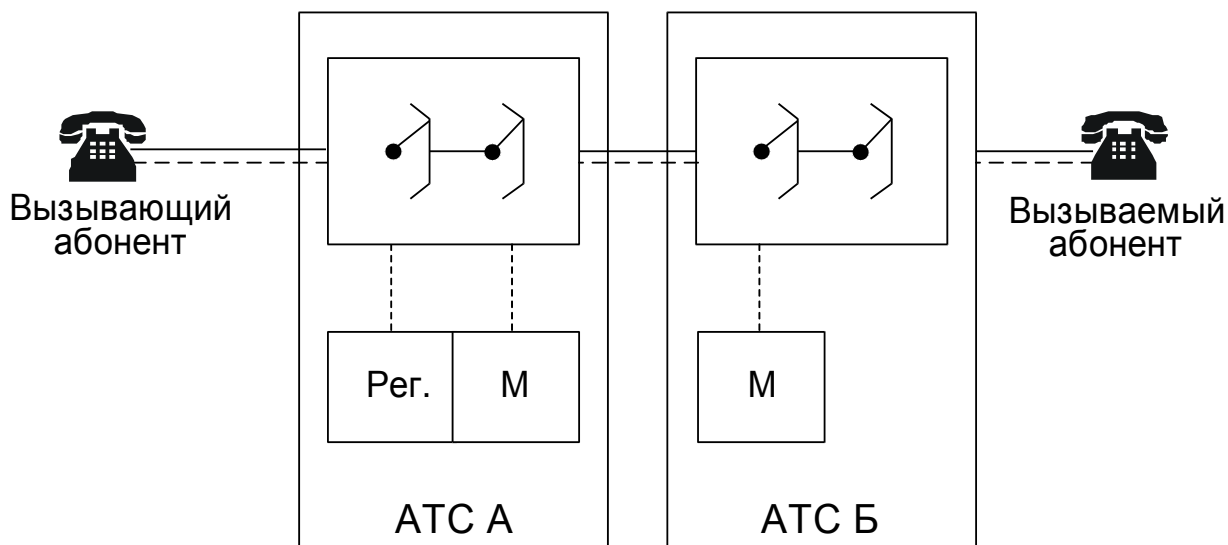 Вызывающий
абонент
Вызываемый
абонент
Рег.
М
М
АТС А
АТС Б